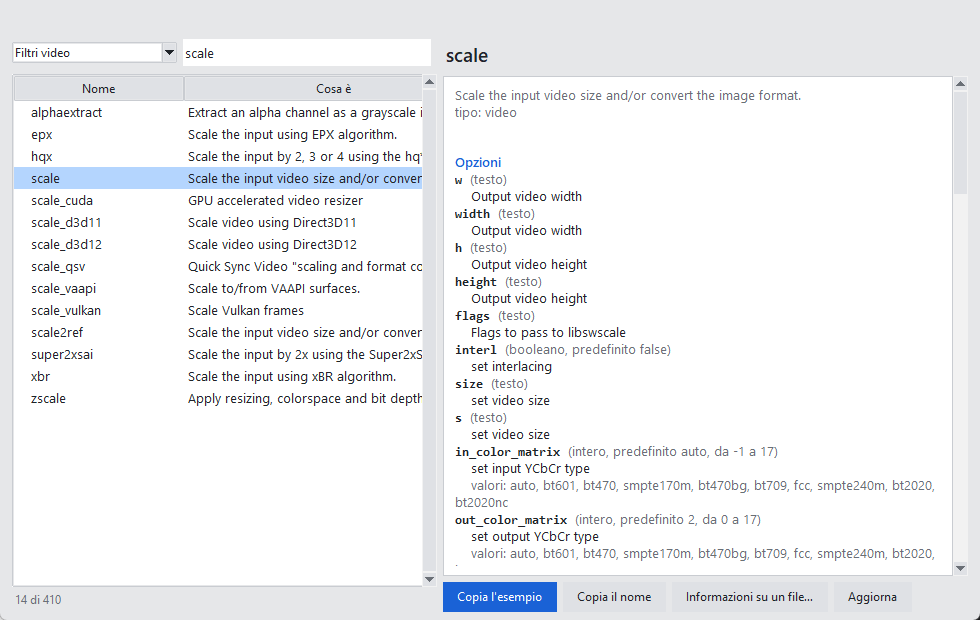 Filtri video
scale
Nome Cosa è
alphaextract Extract an alpha channel as a grayscale i
epx Scale the input using EPX algorithm.
hqx Scale the input by 2, 3 or 4 using the hq*
scale Scale the input video size and/or conver
scale_cuda GPU accelerated video resizer
scale_d3d11 Scale video using Direct3D11
scale_d3d12 Scale video using Direct3D12
scale_qsv Quick Sync Video "scaling and format co
scale_vaapi Scale to/from VAAPI surfaces.
scale_vulkan Scale Vulkan frames
scale2ref Scale the input video size and/or conver
super2xsai Scale the input by 2x using the Super2xS
xbr Scale the input using xBR algorithm.
zscale Apply resizing, colorspace and bit depth
14 di 410
scale
Scale the input video size and/or convert the image format.
tipo: video
Opzioni
w (testo)
Output video width
width (testo)
Output video width
h (testo)
Output video height
height (testo)
Output video height
flags (testo)
Flags to pass to libswscale
interl (booleano, predefinito false)
set interlacing
size (testo)
set video size
s (testo)
set video size
in_color_matrix (intero, predefinito auto, da -1 a 17)
set input YCbCr type
valori: auto, bt601, bt470, smpte170m, bt470bg, bt709, fcc, smpte240m, bt2020,
bt2020nc
out_color_matrix (intero, predefinito 2, da 0 a 17)
set output YCbCr type
valori: auto, bt601, bt470, smpte170m, bt470bg, bt709, fcc, smpte240m, bt2020,
Copia l'esempio Copia il nome Informazioni su un file... Aggiorna